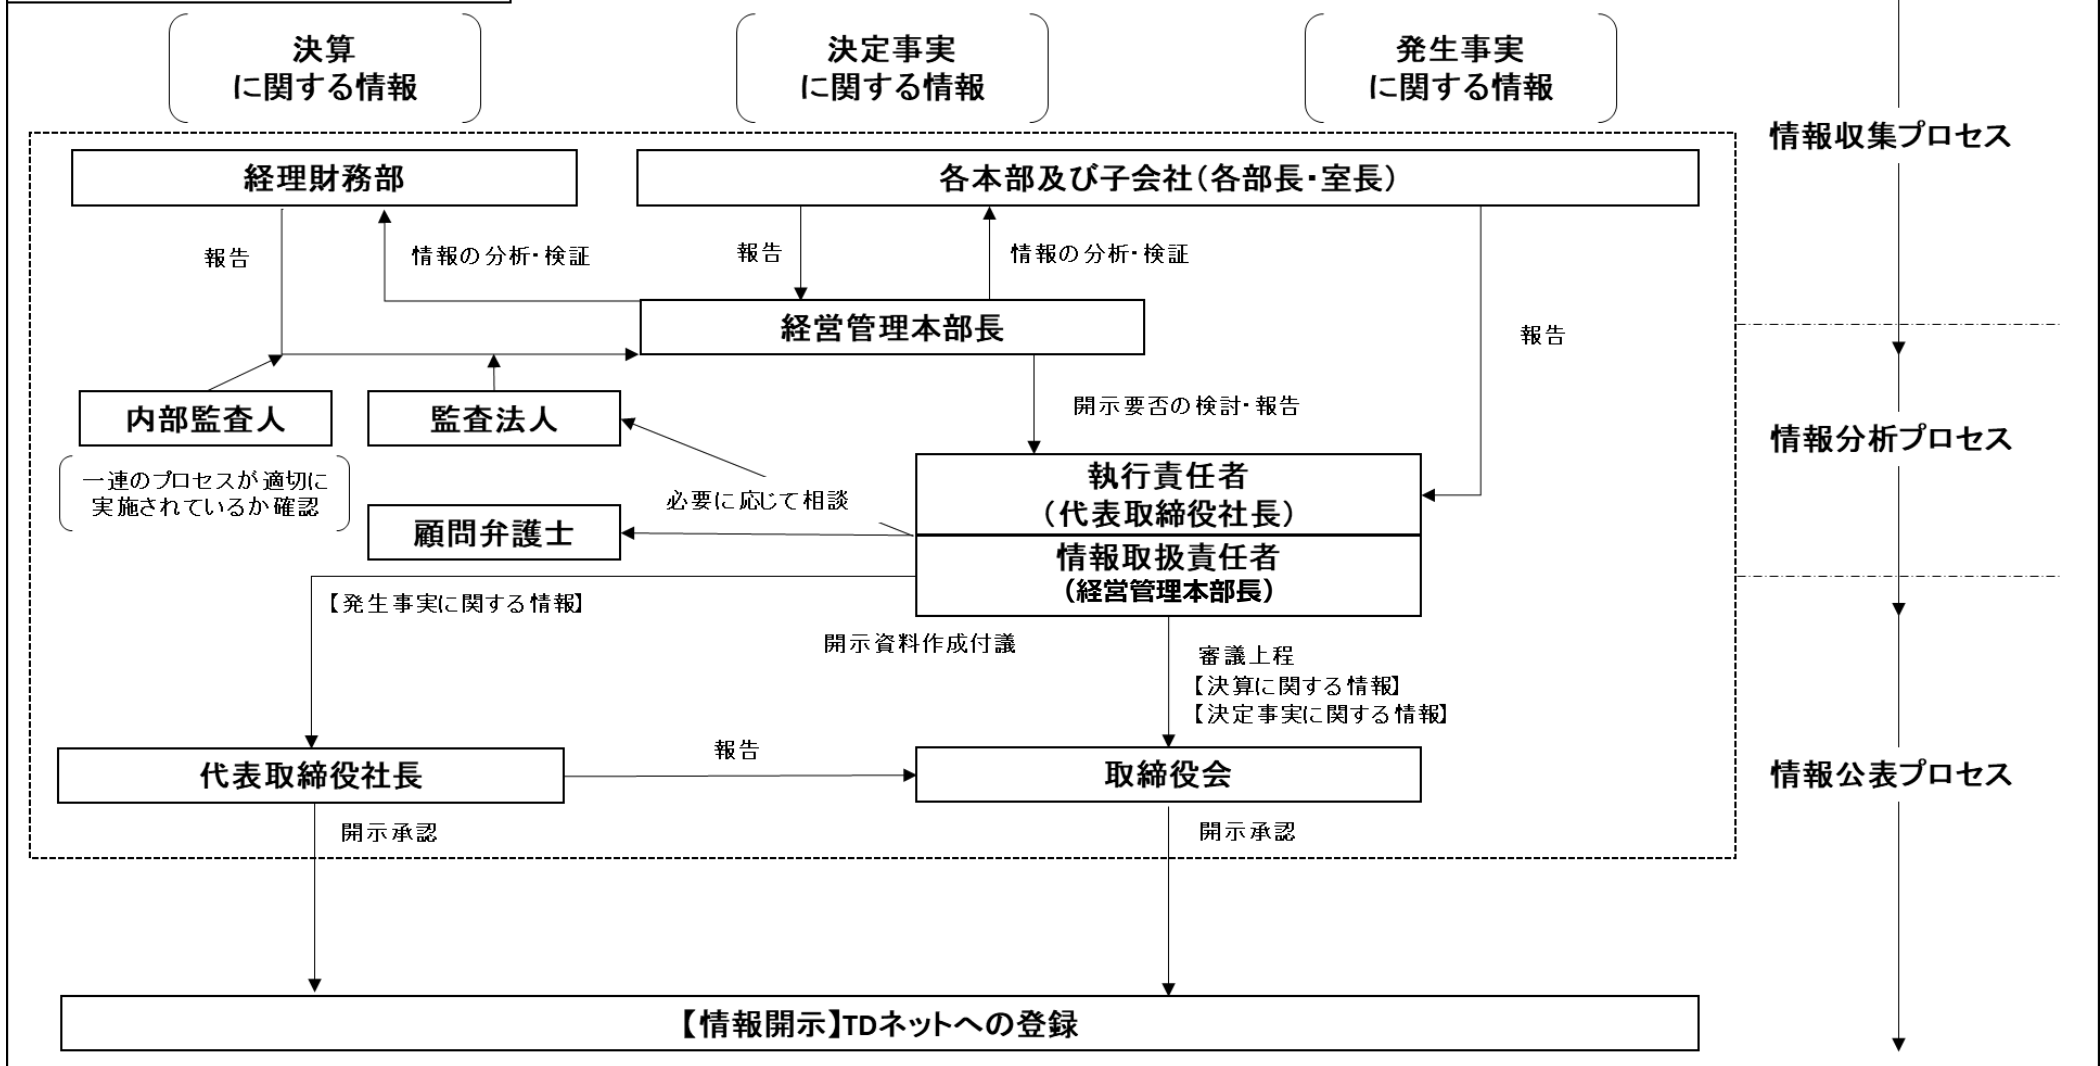 決算
に関する情報
決定事実
に関する情報
発生事実
に関する情報
情報収集プロセス
経理財務部
各本部及び子会社(各部長・室長)
報告
情報の分析・検証
報告
情報の分析・検証
経営管理本部長
報告
内部監査人
監査法人
開示要否の検討・報告
情報分析プロセス
一連のプロセスが適切に
実施されているか確認
必要に応じて相談
執行責任者
(代表取締役社長)
顧問弁護士
情報取扱責任者
(経営管理本部長)
【発生事実に関する情報】
開示資料作成付議
審議上程
【決算に関する情報】
【決定事実に関する情報】
代表取締役社長
報告
取締役会
情報公表プロセス
開示承認
開示承認
【情報開示】TDネットへの登録